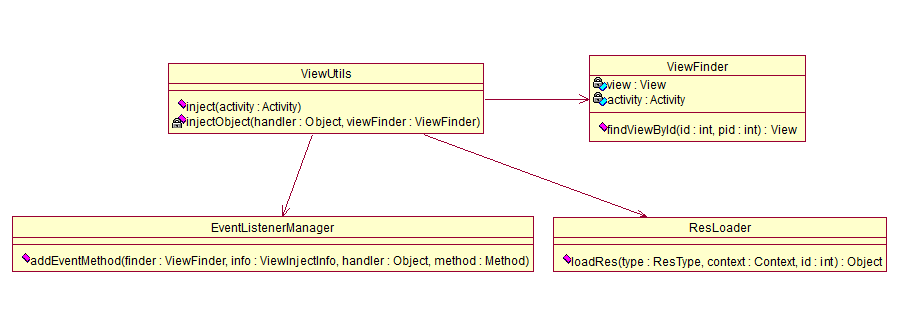 ViewUtils
inject(activity : Activity)
injectObject(handler : Object, viewFinder : ViewFinder)
ViewFinder
view : View
activity : Activity
findViewById(id : int, pid : int) : View
EventListenerManager
addEventMethod(finder : ViewFinder, info : ViewInjectInfo, handler : Object, method : Method)
ResLoader
loadRes(type : ResType, context : Context, id : int) : Object